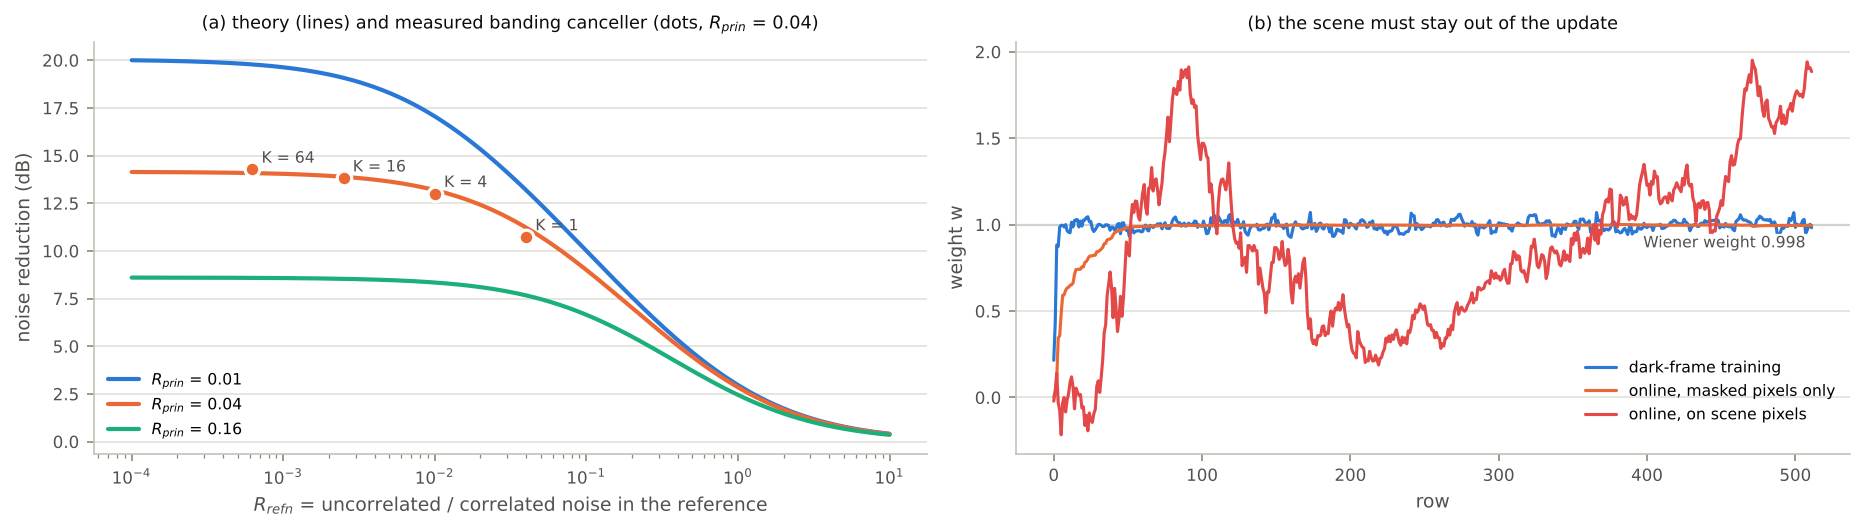 (a) theory (lines) and measured banding canceller (dots, R_prin = 0.04)
noise reduction (dB)
20.0
17.5
15.0
12.5
10.0
7.5
5.0
2.5
0.0
K = 64
K = 16
K = 4
K = 1
R_prin = 0.01
R_prin = 0.04
R_prin = 0.16
10⁻⁴
10⁻³
10⁻²
10⁻¹
10⁰
10¹
R_refn = uncorrelated / correlated noise in the reference
(b) the scene must stay out of the update
weight w
2.0
1.5
1.0
0.5
0.0
Wiener weight 0.998
dark-frame training
online, masked pixels only
online, on scene pixels
0
100
200
300
400
500
row